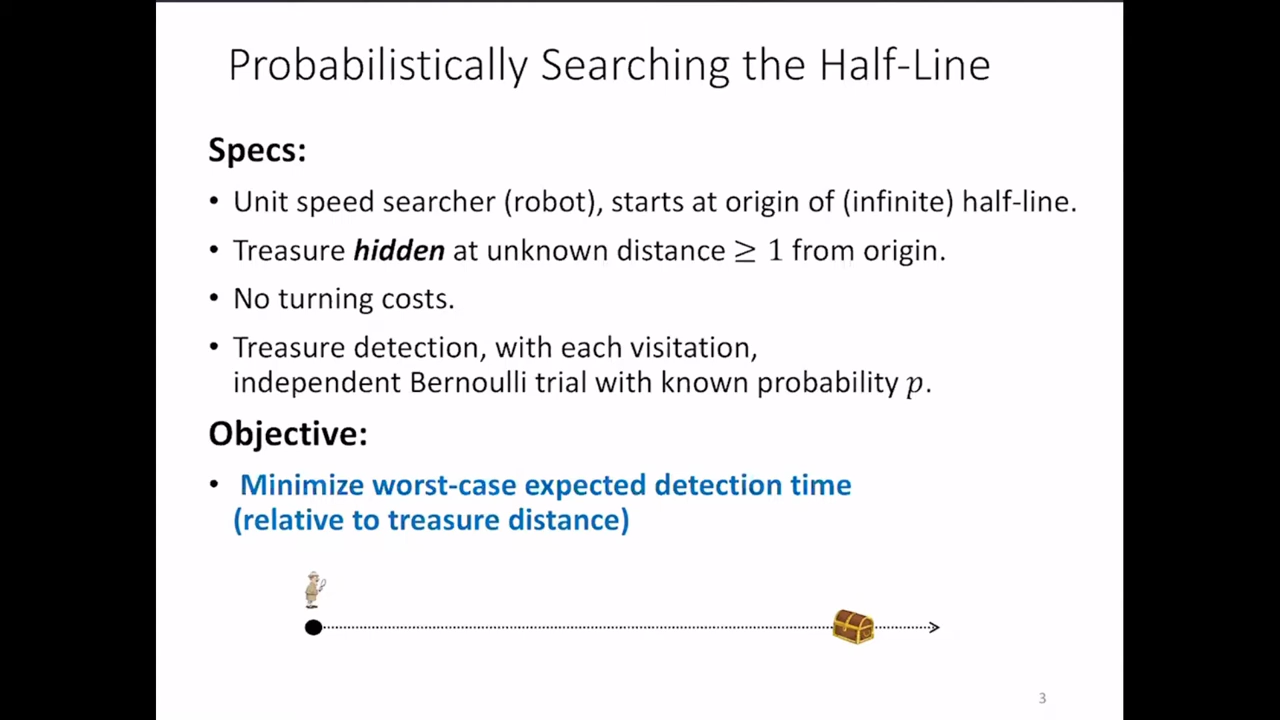 Probabilistically Searching the Half-Line
Specs:
• Unit speed searcher (robot), starts at origin of (infinite) half-line.
• Treasure hidden at unknown distance ≥ 1 from origin.
• No turning costs.
• Treasure detection, with each visitation,
independent Bernoulli trial with known probability p.
Objective:
• Minimize worst-case expected detection time
(relative to treasure distance)
3